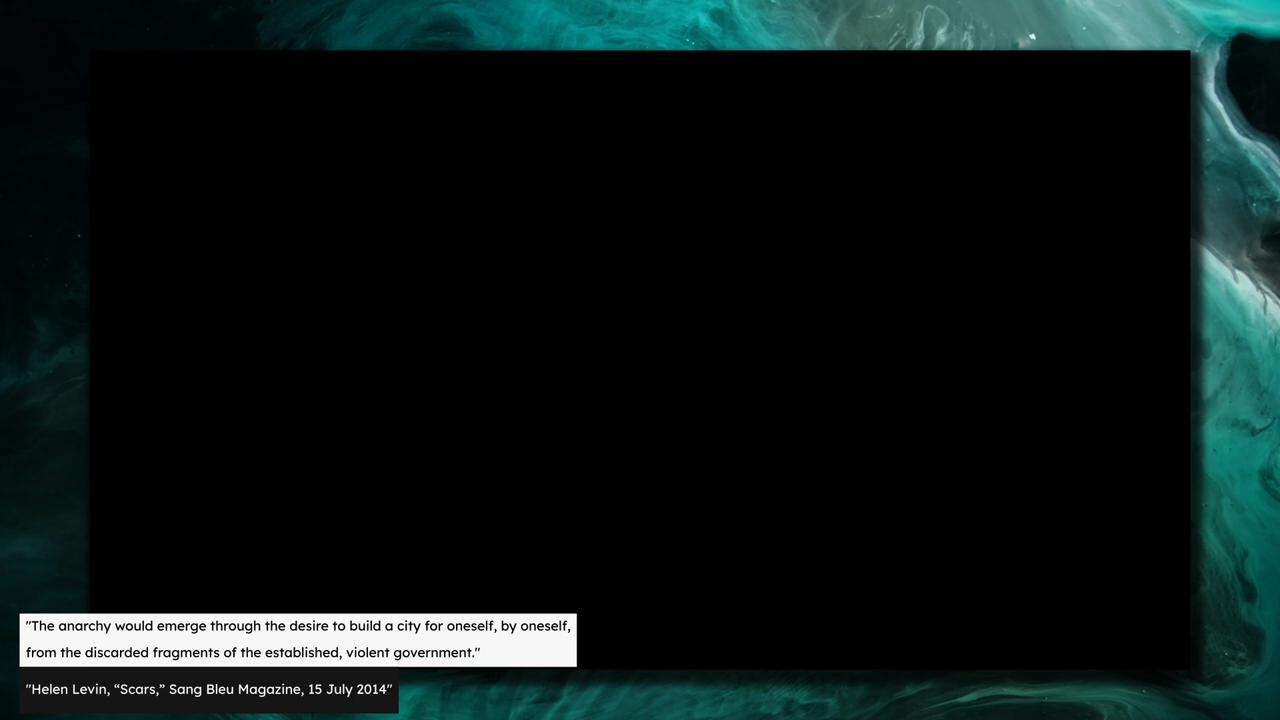 "The anarchy would emerge through the desire to build a city for oneself, by oneself,
from the discarded fragments of the established, violent government."
"Helen Levin, “Scars,” Sang Bleu Magazine, 15 July 2014"